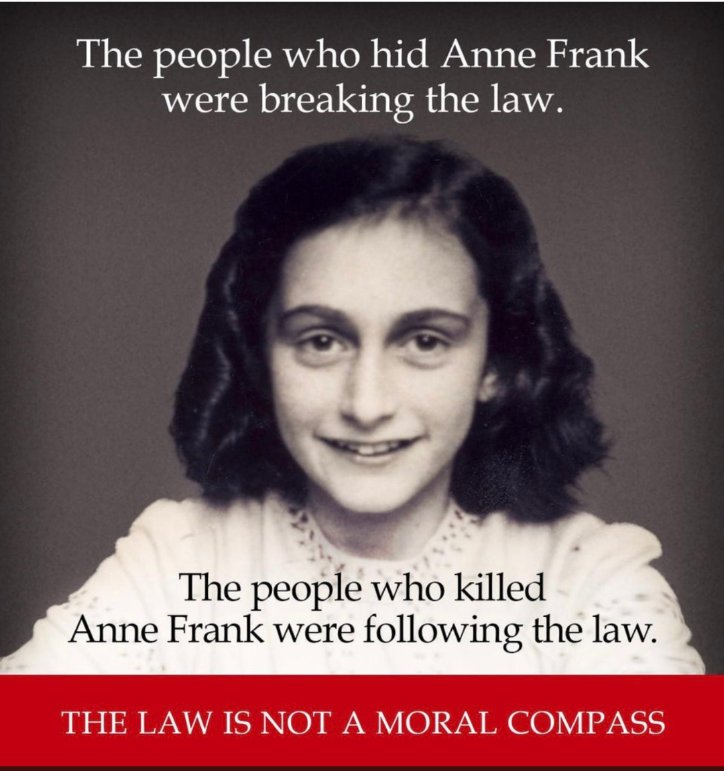 The people who hid Anne Frank
were breaking the law.
The people who killed
Anne Frank were following the law.
THE LAW IS NOT A MORAL COMPASS